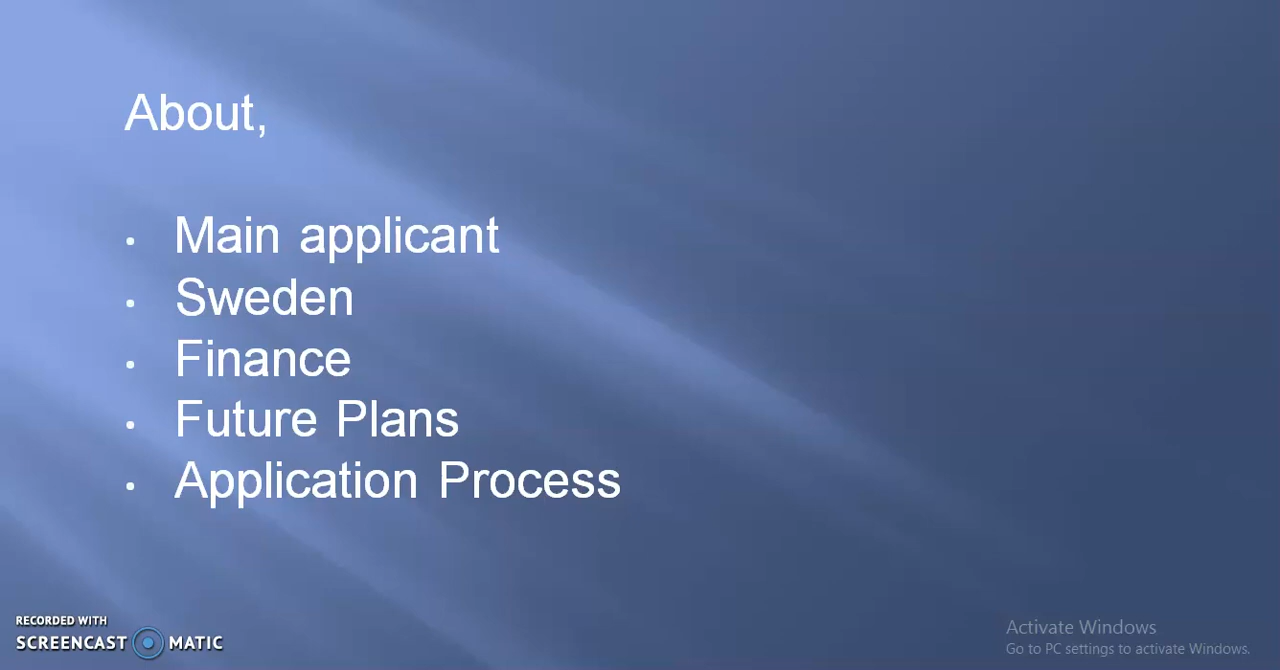 About,
• Main applicant
• Sweden
• Finance
• Future Plans
• Application Process
RECORDED WITH
SCREENCAST MATIC
Activate Windows
Go to PC settings to activate Windows.